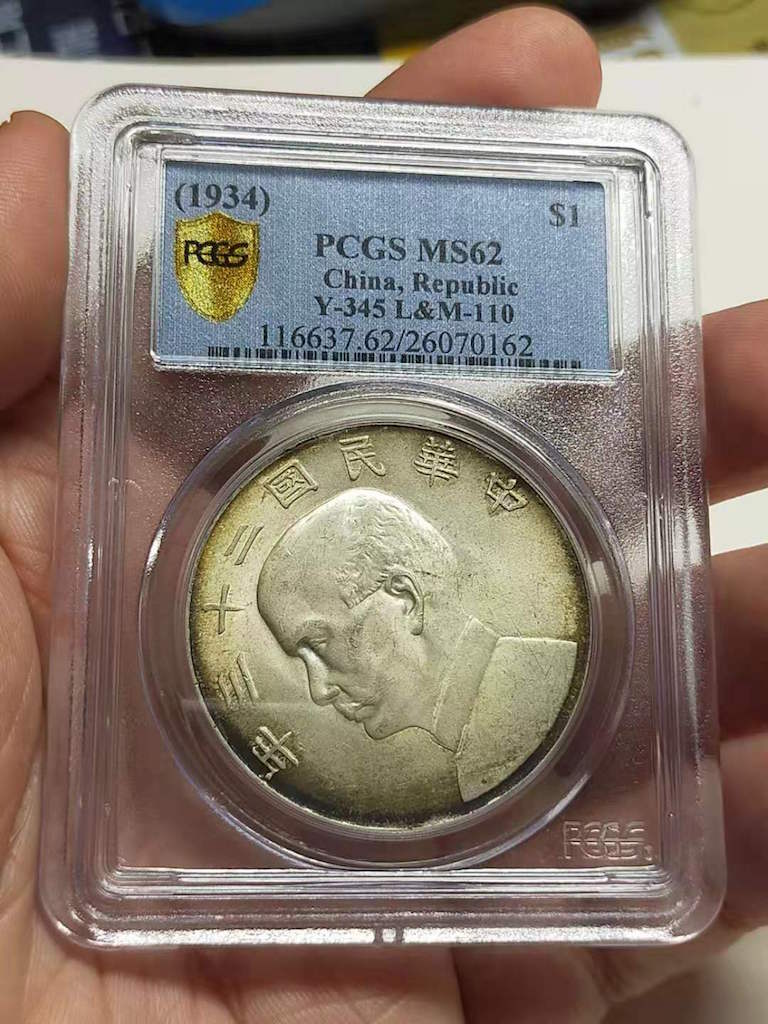 (1934)
$1
PCGS
PCGS MS62
China, Republic
Y-345 L&M-110
116637.62/26070162
中華民國二十三年
PCGS